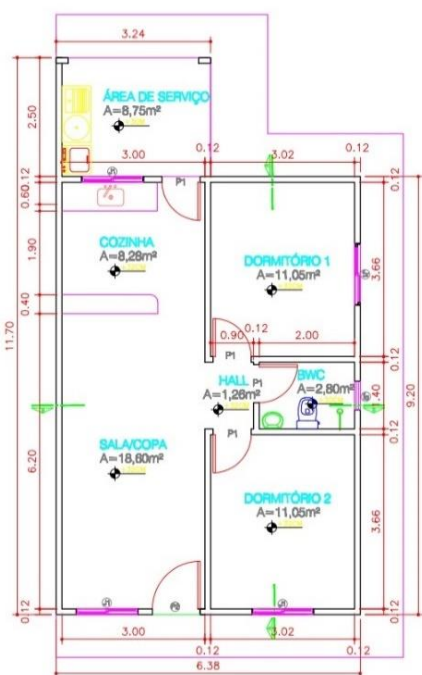 3.24
ÁREA DE SERVIÇO
A=8,75m²
2.50
3.00
0.12
3.02
0.12
0.60
J1
P1
0.12
COZINHA
A=8,28m²
1.90
DORMITÓRIO 1
A=11,05m²
3.66
0.40
11.70
0.90
0.12
2.00
P1
0.12
HALL
A=1,26m²
P1
BWC
A=2,80m²
1.40
9.20
P1
0.12
SALA/COPA
A=18,60m²
6.20
DORMITÓRIO 2
A=11,05m²
3.66
J1
P2
J1
0.12
0.12
3.00
3.02
0.12
0.12
6.38